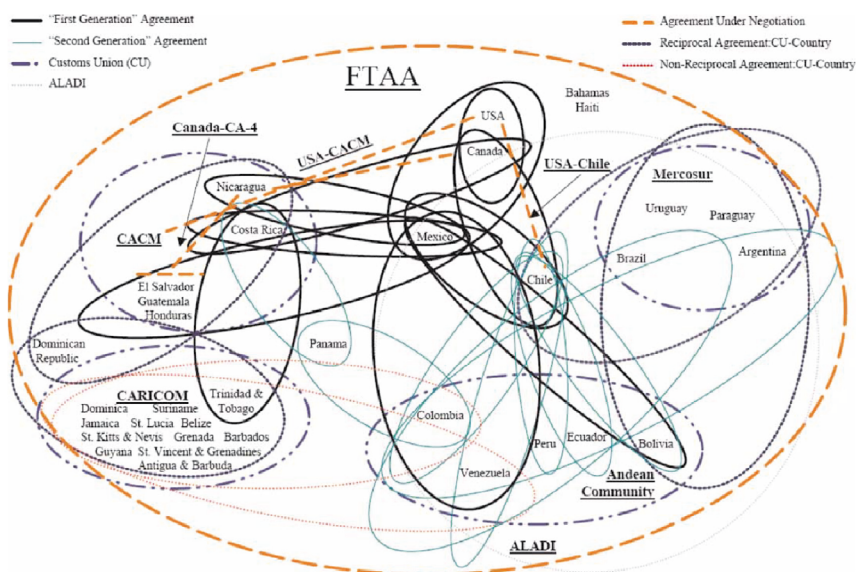 "First Generation" Agreement
"Second Generation" Agreement
Customs Union (CU)
ALADI
Agreement Under Negotiation
Reciprocal Agreement:CU-Country
Non-Reciprocal Agreement:CU-Country
FTAA
Bahamas
Haiti
USA
Canada-CA-4
USA-CACM
Canada
USA-Chile
Mercosur
Nicaragua
Uruguay
Paraguay
CACM
Costa Rica
Mexico
Brazil
Argentina
El Salvador
Guatemala
Honduras
Chile
Dominican
Republic
Panama
CARICOM
Trinidad &
Tobago
Dominica Suriname
Jamaica St. Lucia Belize
St. Kitts & Nevis Grenada Barbados
Guyana St. Vincent & Grenadines
Antigua & Barbuda
Colombia
Peru
Ecuador
Bolivia
Venezuela
Andean
Community
ALADI